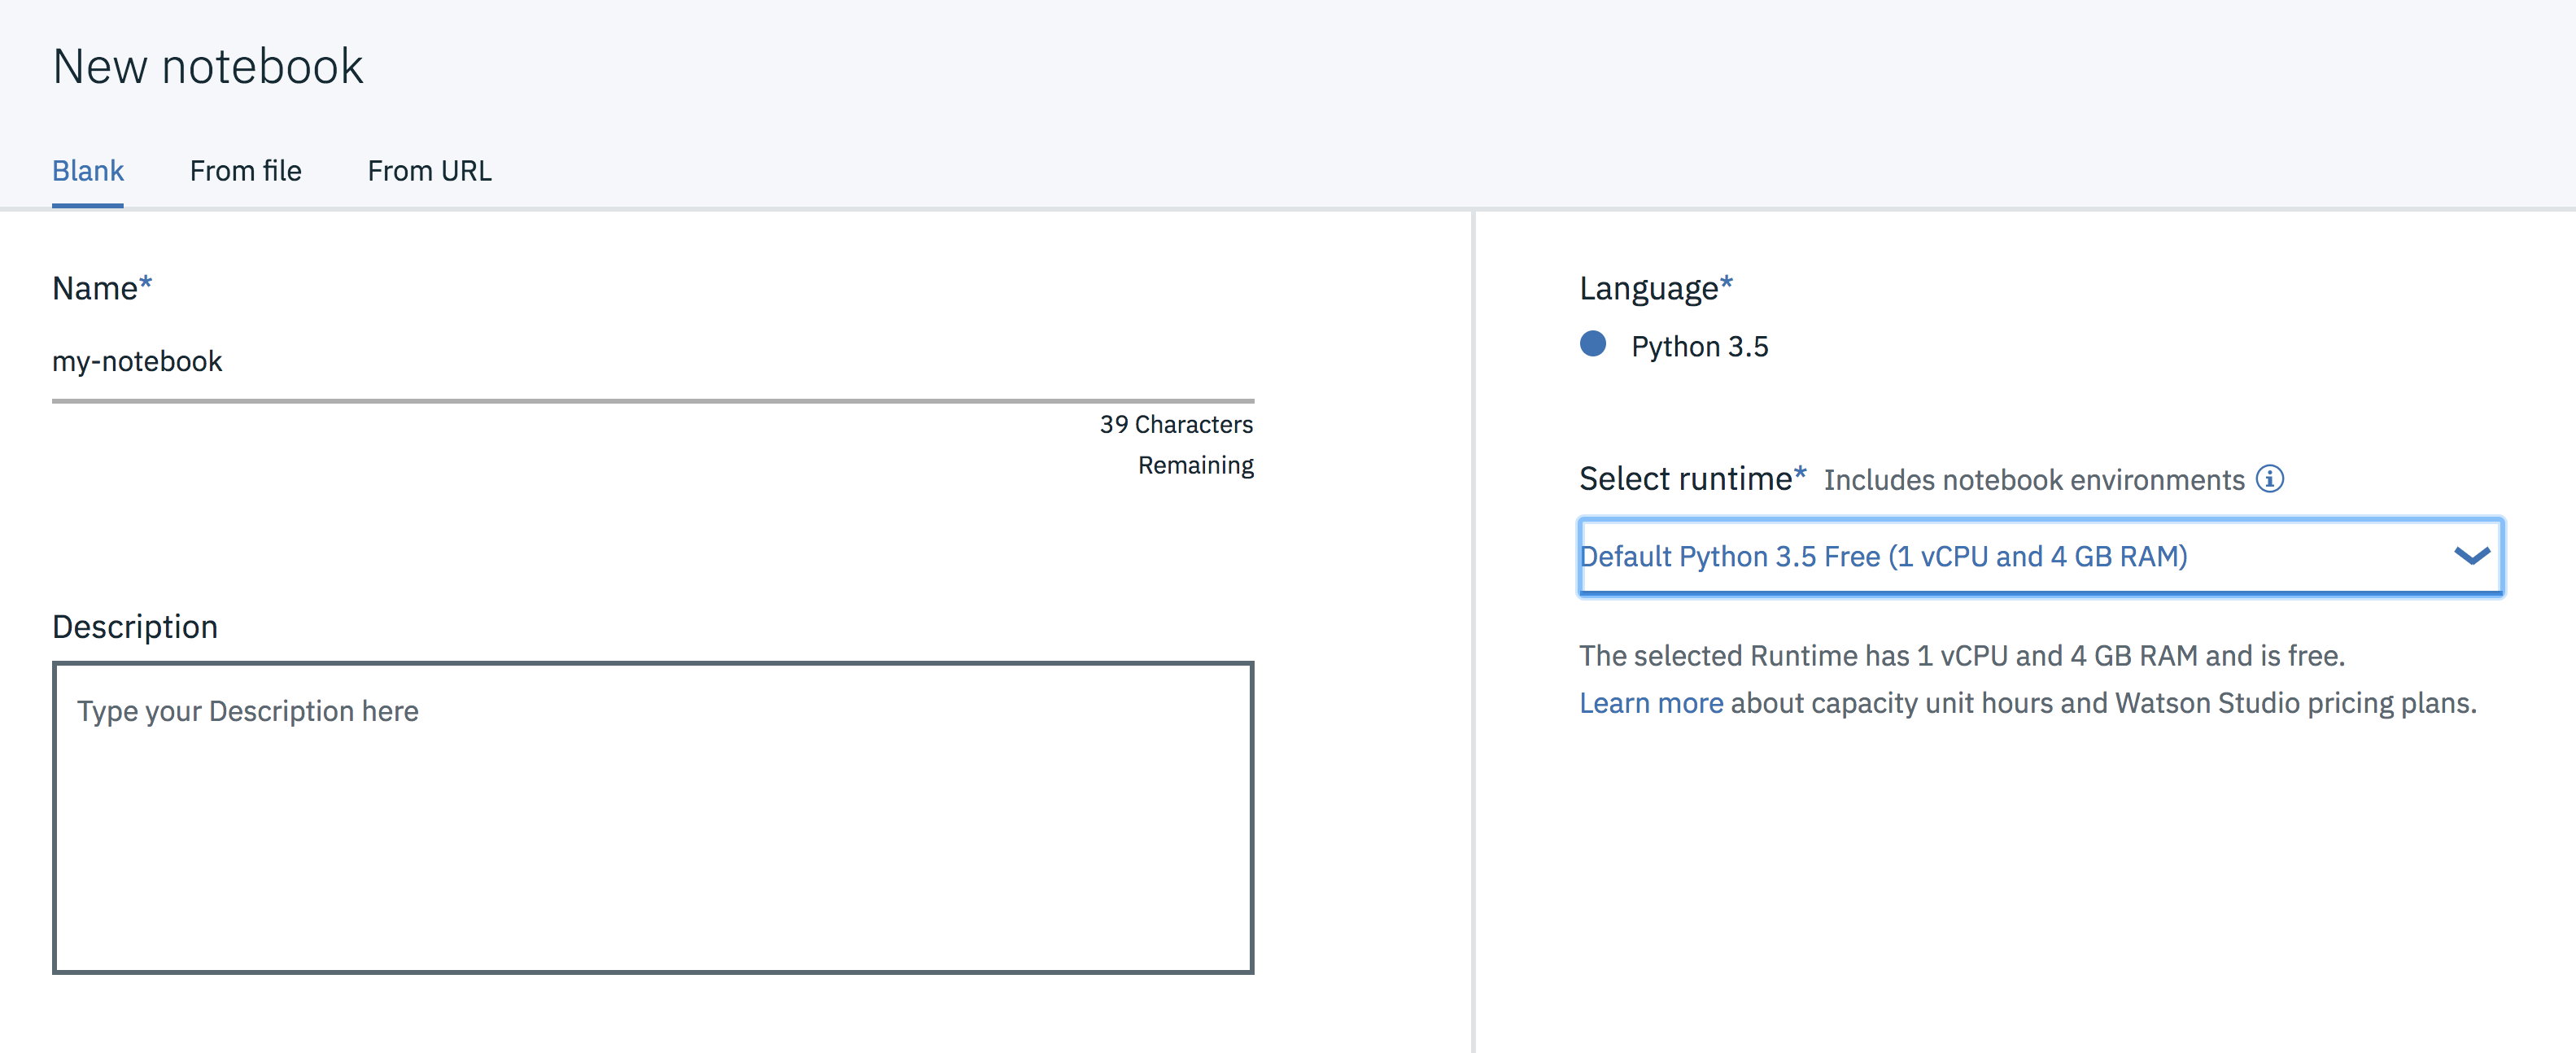 New notebook
Blank From file From URL
Name*
my-notebook
39 Characters
Remaining
Description
Type your Description here
Language*
Python 3.5
Select runtime* Includes notebook environments
Default Python 3.5 Free (1 vCPU and 4 GB RAM)
The selected Runtime has 1 vCPU and 4 GB RAM and is free.
Learn more about capacity unit hours and Watson Studio pricing plans.